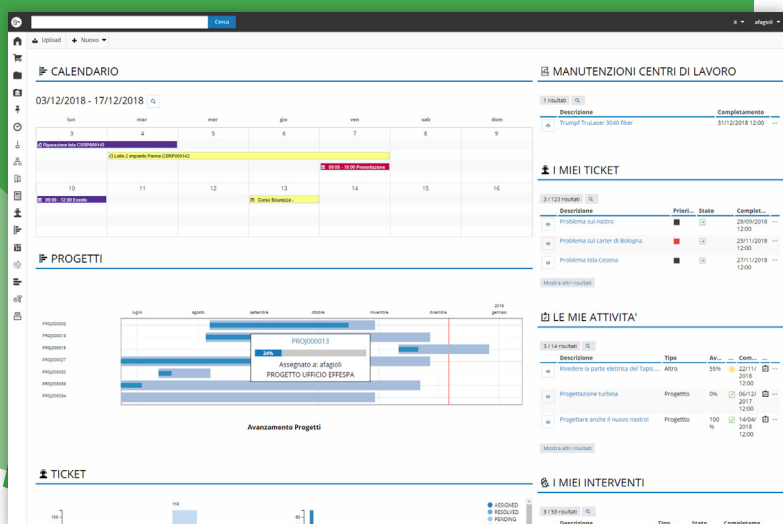 Cerca
it
afagioli
Upload
Nuovo
CALENDARIO
03/12/2018 - 17/12/2018
lun mar mer gio ven sab dom
3 4 5 6 7 8 9
Riparazione tela CSRP000143
Lotto 2 impianto Parma CSRP000142
09:00 - 10:00 Presentazione
10 11 12 13 14 15 16
09:00 - 12:00 Evento
Corso Sicurezza -
PROGETTI
2019
luglio agosto settembre ottobre novembre dicembre gennaio
PROJ000002
PROJ000013
PROJ000015
PROJ000027
PROJ000032
PROJ000033
PROJ000034
PROJ000013
24%
Assegnato a: afagioli
PROGETTO UFFICIO EFFESPA
Avanzamento Progetti
TICKET
116
100
80
ASSIGNED
RESOLVED
PENDING
MANUTENZIONI CENTRI DI LAVORO
1 risultati
Descrizione Completamento
Trumpf TruLaser 3040 fiber 31/12/2018 12:00 ...
I MIEI TICKET
3 / 123 risultati
Descrizione Priori... Stato Complet...
Problema sul nastro 28/09/2018 ...
12:00
Problema sul carter di Bologna 23/11/2018 ...
12:00
Problema tela Cesena 27/11/2018 ...
12:00
Mostra altri risultati
LE MIE ATTIVITA'
3 / 14 risultati
Descrizione Tipo Av... ... Com... ...
Rivedere la parte elettrica del Tapis ... Altro 55% 22/11/ ...
2018
12:00
Progettazione turbina Progetto 0% 06/12/ ...
2017
12:00
Progettare anche il nuovo nastro! Progetto 100 14/04/ ...
% 2018
12:00
Mostra altri risultati
I MIEI INTERVENTI
3 / 53 risultati
Descrizione Tipo Stato Completame...